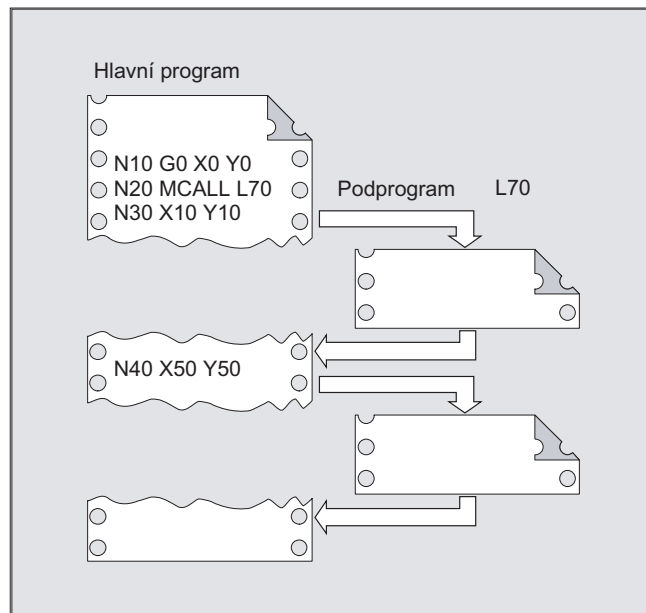 Hlavní program
N10 G0 X0 Y0
N20 MCALL L70
N30 X10 Y10
Podprogram L70
N40 X50 Y50